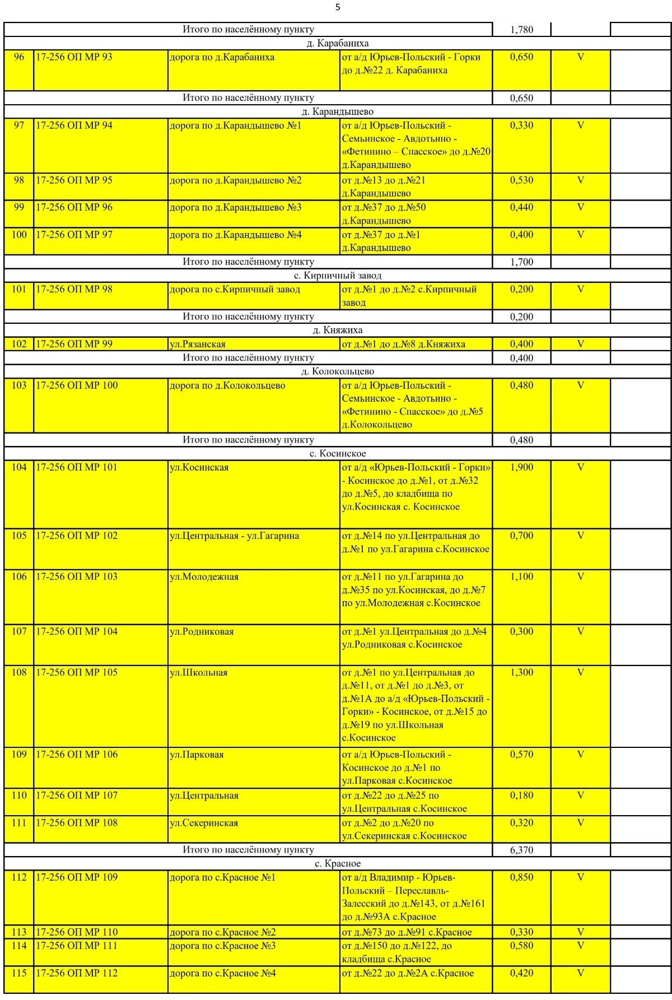 5
Итого по населённому пункту 1,780
д. Карабаниха
96 17-256 ОП МР 93 дорога по д.Карабаниха от а/д Юрьев-Польский - Горки 0,650 V
до д.№22 д. Карабаниха
Итого по населённому пункту 0,650
д. Карандышево
97 17-256 ОП МР 94 дорога по д.Карандышево №1 от а/д Юрьев-Польский - 0,330 V
Семьинское - Авдотьино -
«Фетинино – Спасское» до д.№20
д.Карандышево
98 17-256 ОП МР 95 дорога по д.Карандышево №2 от д.№13 до д.№21 0,530 V
д.Карандышево
99 17-256 ОП МР 96 дорога по д.Карандышево №3 от д.№37 до д.№50 0,440 V
д.Карандышево
100 17-256 ОП МР 97 дорога по д.Карандышево №4 от д.№37 до д.№1 0,400 V
д.Карандышево
Итого по населённому пункту 1,700
с. Кирпичный завод
101 17-256 ОП МР 98 дорога по с.Кирпичный завод от д.№1 до д.№2 с.Кирпичный 0,200 V
завод
Итого по населённому пункту 0,200
д. Княжиха
102 17-256 ОП МР 99 ул.Рязанская от д.№1 до д.№8 д.Княжиха 0,400 V
Итого по населённому пункту 0,400
д. Колокольцево
103 17-256 ОП МР 100 дорога по д.Колокольцево от а/д Юрьев-Польский - 0,480 V
Семьинское - Авдотьино -
«Фетинино - Спасское» до д.№5
д.Колокольцево
Итого по населённому пункту 0,480
с. Косинское
104 17-256 ОП МР 101 ул.Косинская от а/д «Юрьев-Польский - Горки» 1,900 V
- Косинское до д.№1, от д.№32
до д.№5, до кладбища по
ул.Косинская с. Косинское
105 17-256 ОП МР 102 ул.Центральная - ул.Гагарина от д.№14 по ул.Центральная до 0,700 V
д.№1 по ул.Гагарина с.Косинское
106 17-256 ОП МР 103 ул.Молодежная от д.№11 по ул.Гагарина до 1,100 V
д.№35 по ул.Косинская, до д.№7
по ул.Молодежная с.Косинское
107 17-256 ОП МР 104 ул.Родниковая от д.№1 ул.Центральная до д.№4 0,300 V
ул.Родниковая с.Косинское
108 17-256 ОП МР 105 ул.Школьная от д.№1 по ул.Центральная до 1,300 V
д.№11, от д.№1 до д.№3, от
д.№1А до а/д «Юрьев-Польский -
Горки» - Косинское, от д.№15 до
д.№19 по ул.Школьная
с.Косинское
109 17-256 ОП МР 106 ул.Парковая от а/д Юрьев-Польский - 0,570 V
Косинское до д.№1 по
ул.Парковая с.Косинское
110 17-256 ОП МР 107 ул.Центральная от д.№22 до д.№25 по 0,180 V
ул.Центральная с.Косинское
111 17-256 ОП МР 108 ул.Секеринская от д.№2 до д.№20 по 0,320 V
ул.Секеринская с.Косинское
Итого по населённому пункту 6,370
с. Красное
112 17-256 ОП МР 109 дорога по с.Красное №1 от а/д Владимир - Юрьев- 0,850 V
Польский – Переславль-
Залесский до д.№143, от д.№161
до д.№93А с.Красное
113 17-256 ОП МР 110 дорога по с.Красное №2 от д.№73 до д.№91 с.Красное 0,330 V
114 17-256 ОП МР 111 дорога по с.Красное №3 от д.№150 до д.№122, до 0,580 V
кладбища с.Красное
115 17-256 ОП МР 112 дорога по с.Красное №4 от д.№22 до д.№2А с.Красное 0,420 V